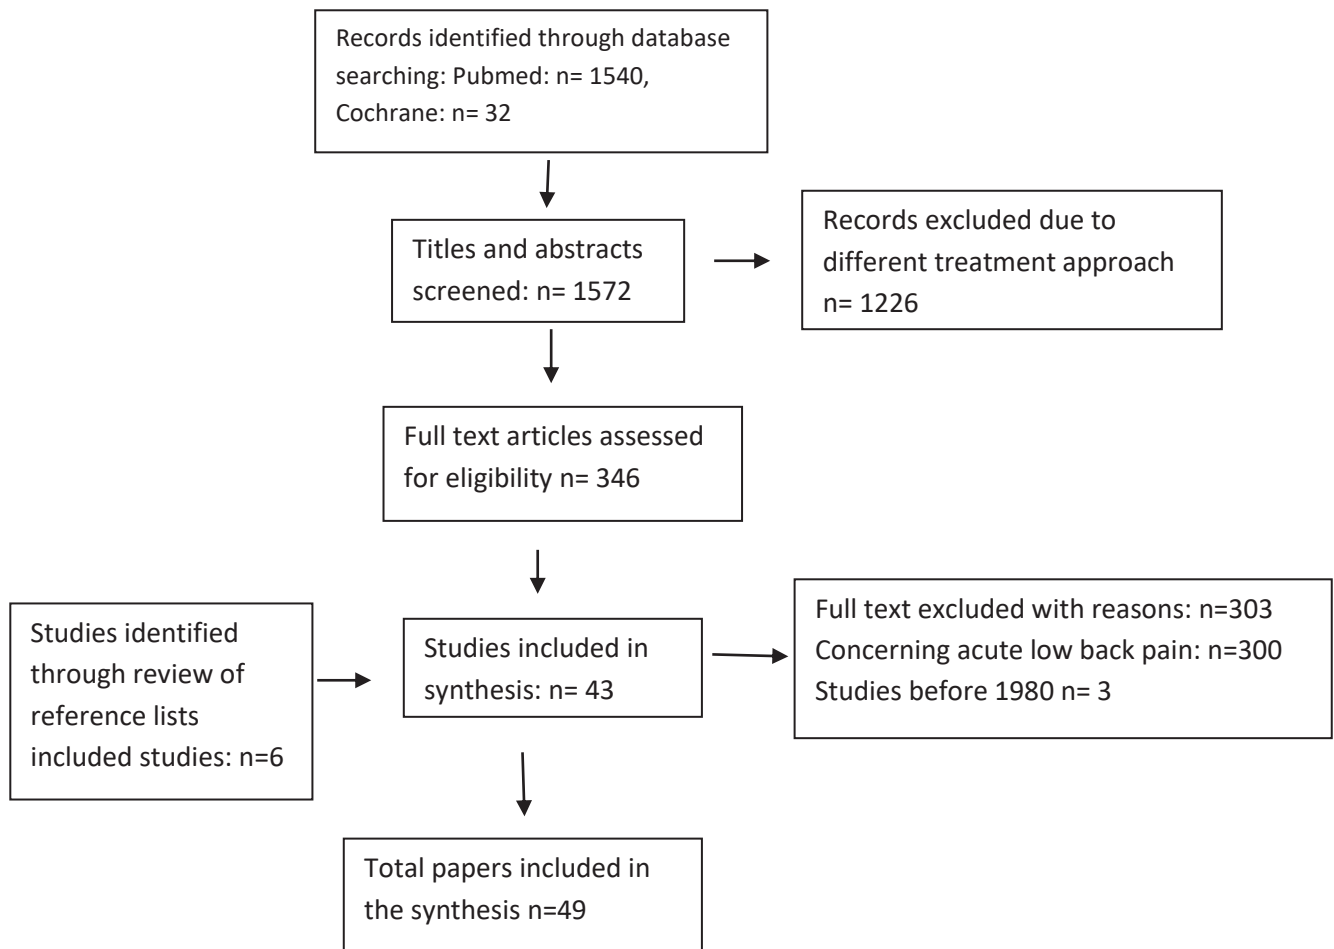 Records identified through database
searching: Pubmed: n= 1540,
Cochrane: n= 32
Titles and abstracts
screened: n= 1572
Records excluded due to
different treatment approach
n= 1226
Full text articles assessed
for eligibility n= 346
Studies identified
through review of
reference lists
included studies: n=6
Studies included in
synthesis: n= 43
Full text excluded with reasons: n=303
Concerning acute low back pain: n=300
Studies before 1980 n= 3
Total papers included in
the synthesis n=49